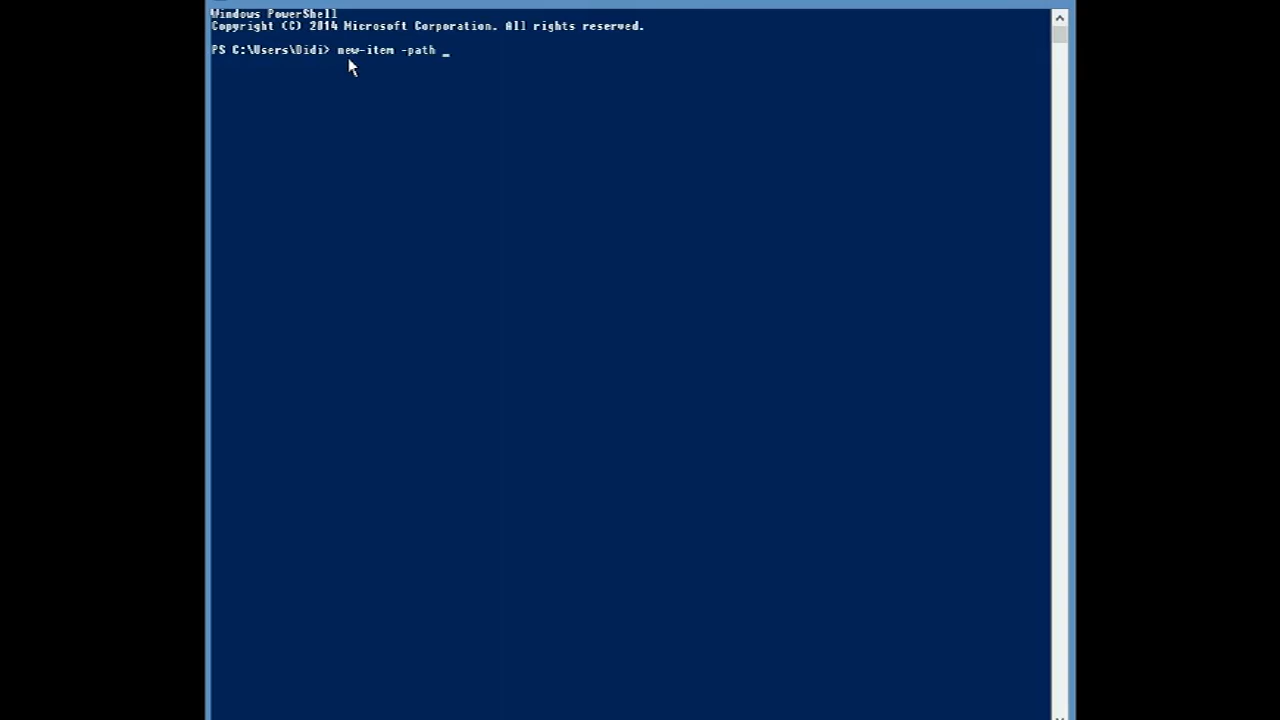 Windows PowerShell
Copyright (C) 2014 Microsoft Corporation. All rights reserved.
PS C:\Users\Didi> new-item -path _